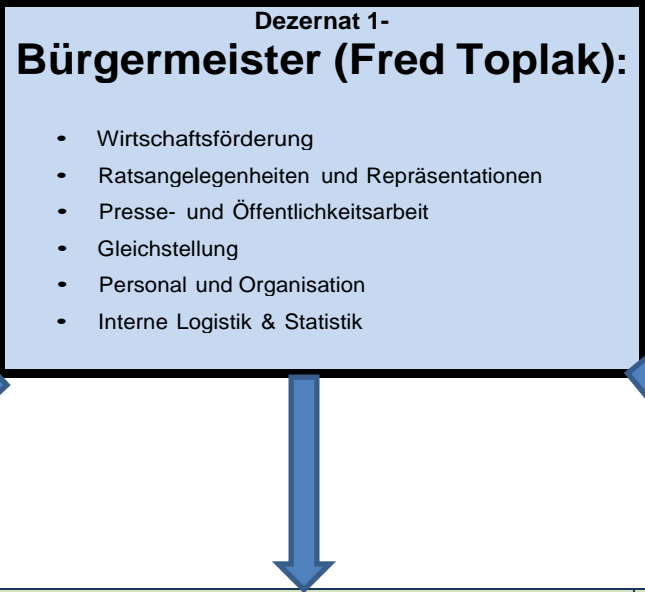 Dezernat 1-
Bürgermeister (Fred Toplak):
• Wirtschaftsförderung
• Ratsangelegenheiten und Repräsentationen
• Presse- und Öffentlichkeitsarbeit
• Gleichstellung
• Personal und Organisation
• Interne Logistik & Statistik